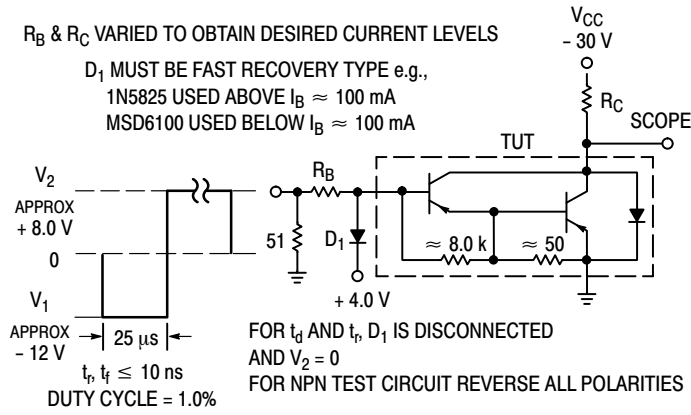 R_B & R_C VARIED TO OBTAIN DESIRED CURRENT LEVELS
D_1 MUST BE FAST RECOVERY TYPE e.g.,
1N5825 USED ABOVE I_B ≈ 100 mA
MSD6100 USED BELOW I_B ≈ 100 mA
V_CC
– 30 V
R_C
SCOPE
TUT
V_2
APPROX
+ 8.0 V
0
V_1
APPROX
– 12 V
25 μs
t_r, t_f ≤ 10 ns
DUTY CYCLE = 1.0%
R_B
51
D_1
+ 4.0 V
≈ 8.0 k
≈ 50
FOR t_d AND t_r, D_1 IS DISCONNECTED
AND V_2 = 0
FOR NPN TEST CIRCUIT REVERSE ALL POLARITIES